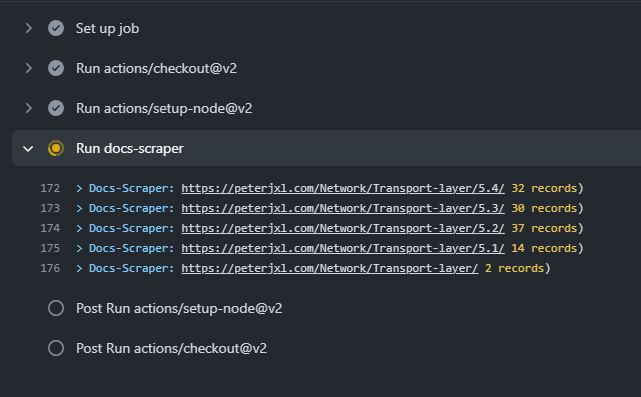 Set up job
Run actions/checkout@v2
Run actions/setup-node@v2
Run docs-scraper
172 > Docs-Scraper: https://peterjxl.com/Network/Transport-layer/5.4/ 32 records)
173 > Docs-Scraper: https://peterjxl.com/Network/Transport-layer/5.3/ 30 records)
174 > Docs-Scraper: https://peterjxl.com/Network/Transport-layer/5.2/ 37 records)
175 > Docs-Scraper: https://peterjxl.com/Network/Transport-layer/5.1/ 14 records)
176 > Docs-Scraper: https://peterjxl.com/Network/Transport-layer/ 2 records)
Post Run actions/setup-node@v2
Post Run actions/checkout@v2